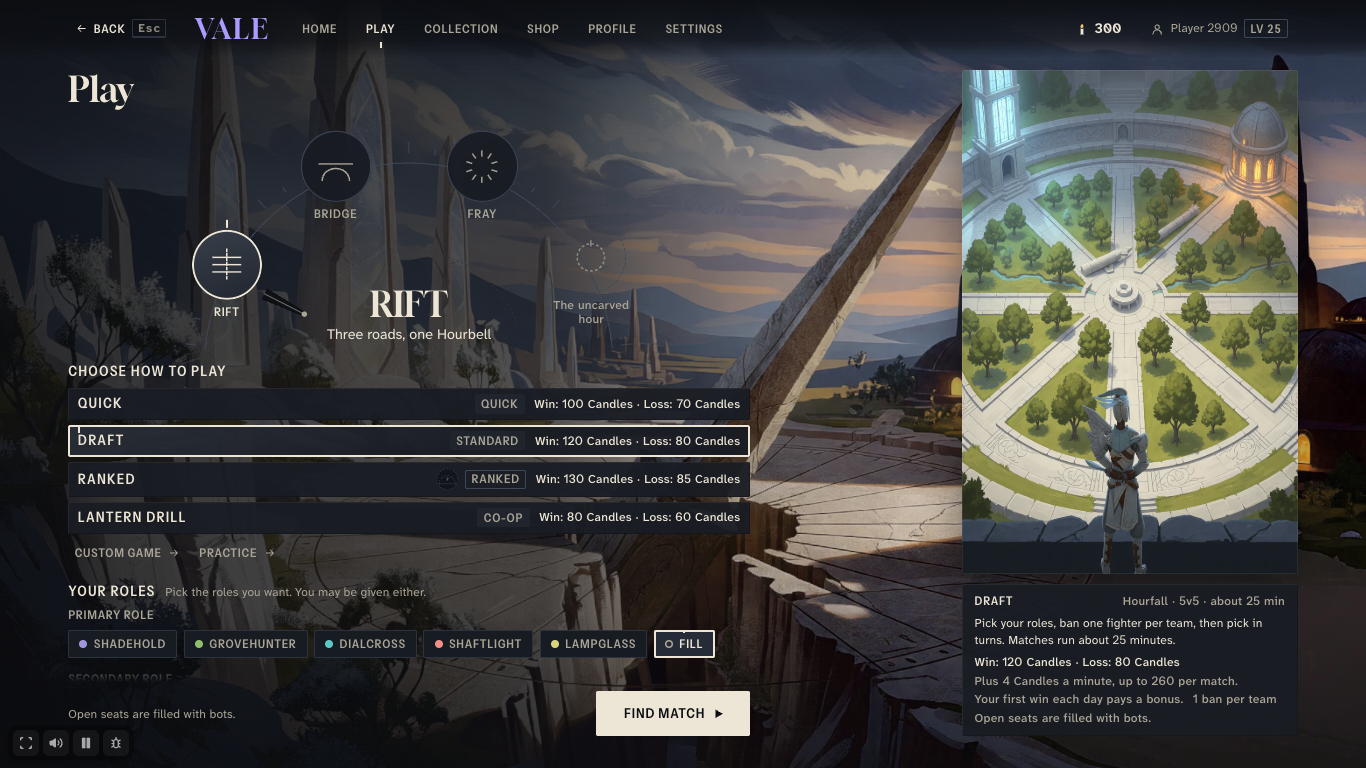 ← BACK Esc VALE HOME PLAY COLLECTION SHOP PROFILE SETTINGS 300 Player 2909 LV 25
Play
BRIDGE
FRAY
RIFT
The uncarved
hour
RIFT
Three roads, one Hourbell
CHOOSE HOW TO PLAY
QUICK QUICK Win: 100 Candles · Loss: 70 Candles
DRAFT STANDARD Win: 120 Candles · Loss: 80 Candles
RANKED RANKED Win: 130 Candles · Loss: 85 Candles
LANTERN DRILL CO-OP Win: 80 Candles · Loss: 60 Candles
CUSTOM GAME → PRACTICE →
YOUR ROLES Pick the roles you want. You may be given either.
PRIMARY ROLE
SHADEHOLD GROVEHUNTER DIALCROSS SHAFTLIGHT LAMPGLASS FILL
SECONDARY ROLE
Open seats are filled with bots.
FIND MATCH ▶
DRAFT Hourfall · 5v5 · about 25 min
Pick your roles, ban one fighter per team, then pick in
turns. Matches run about 25 minutes.
Win: 120 Candles · Loss: 80 Candles
Plus 4 Candles a minute, up to 260 per match.
Your first win each day pays a bonus. 1 ban per team
Open seats are filled with bots.